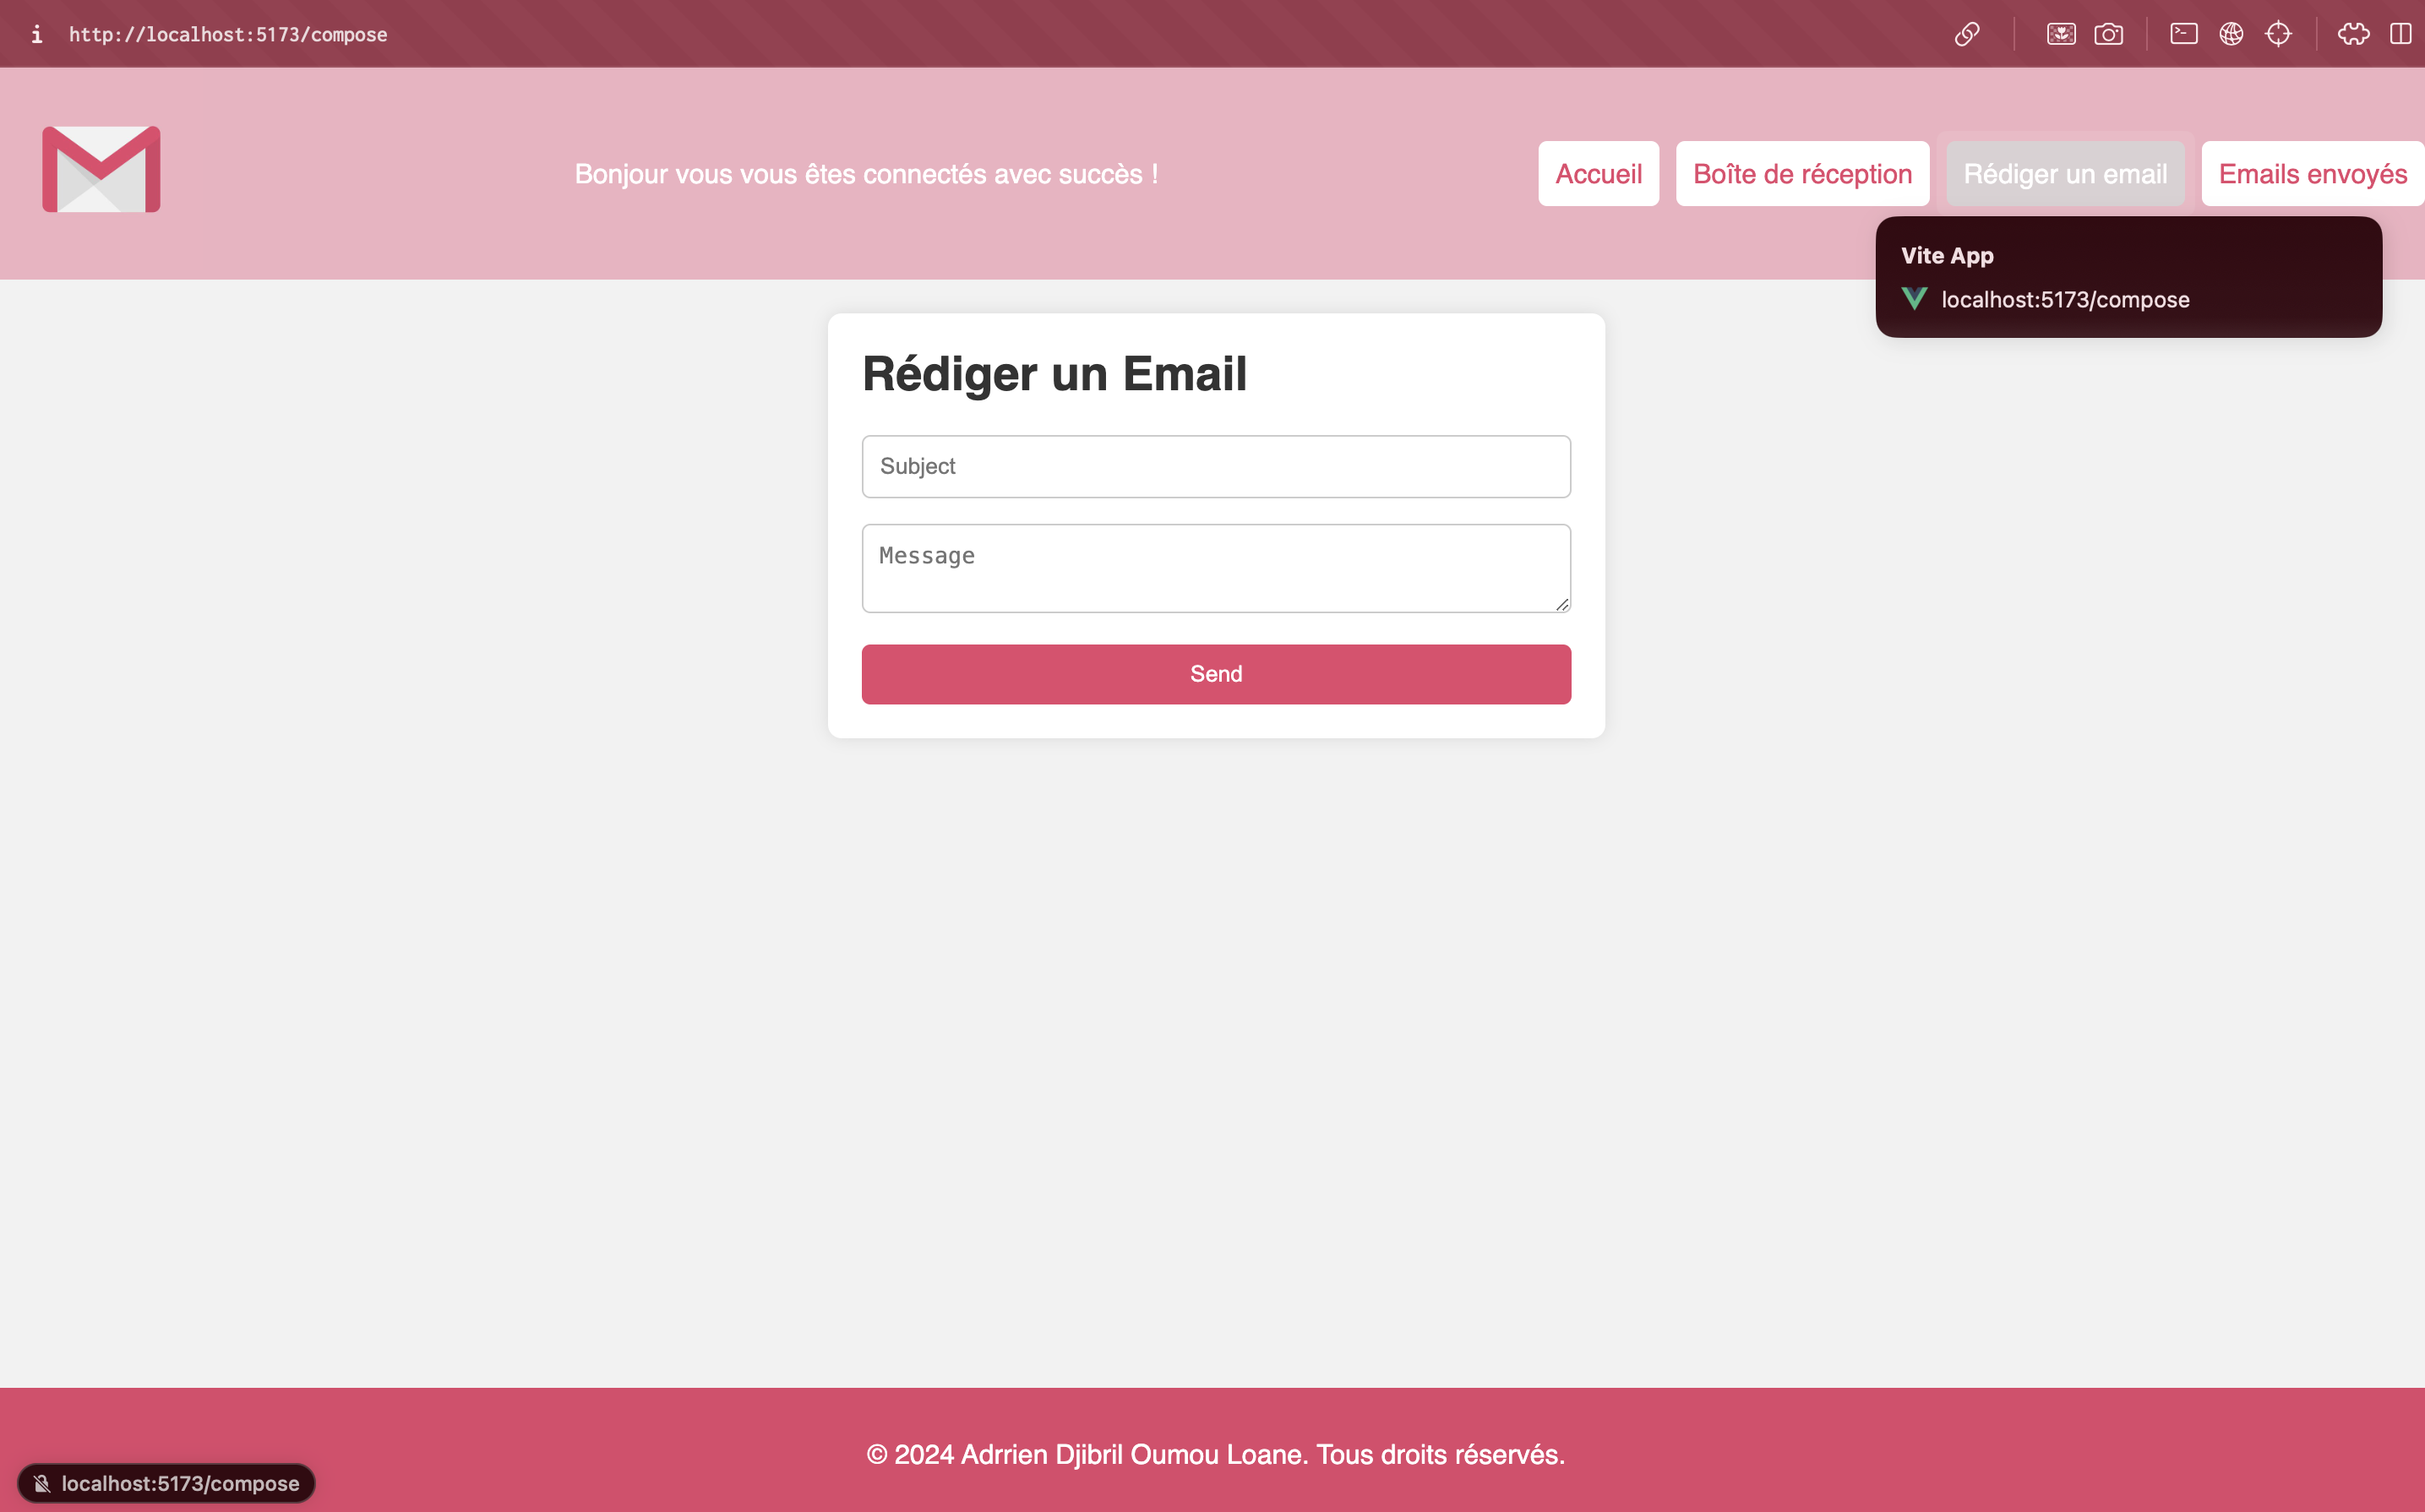 http://localhost:5173/compose
Bonjour vous vous êtes connectés avec succès !
Accueil
Boîte de réception
Rédiger un email
Emails envoyés
Vite App
localhost:5173/compose
Rédiger un Email
Subject
Message
Send
© 2024 Adrrien Djibril Oumou Loane. Tous droits réservés.
localhost:5173/compose